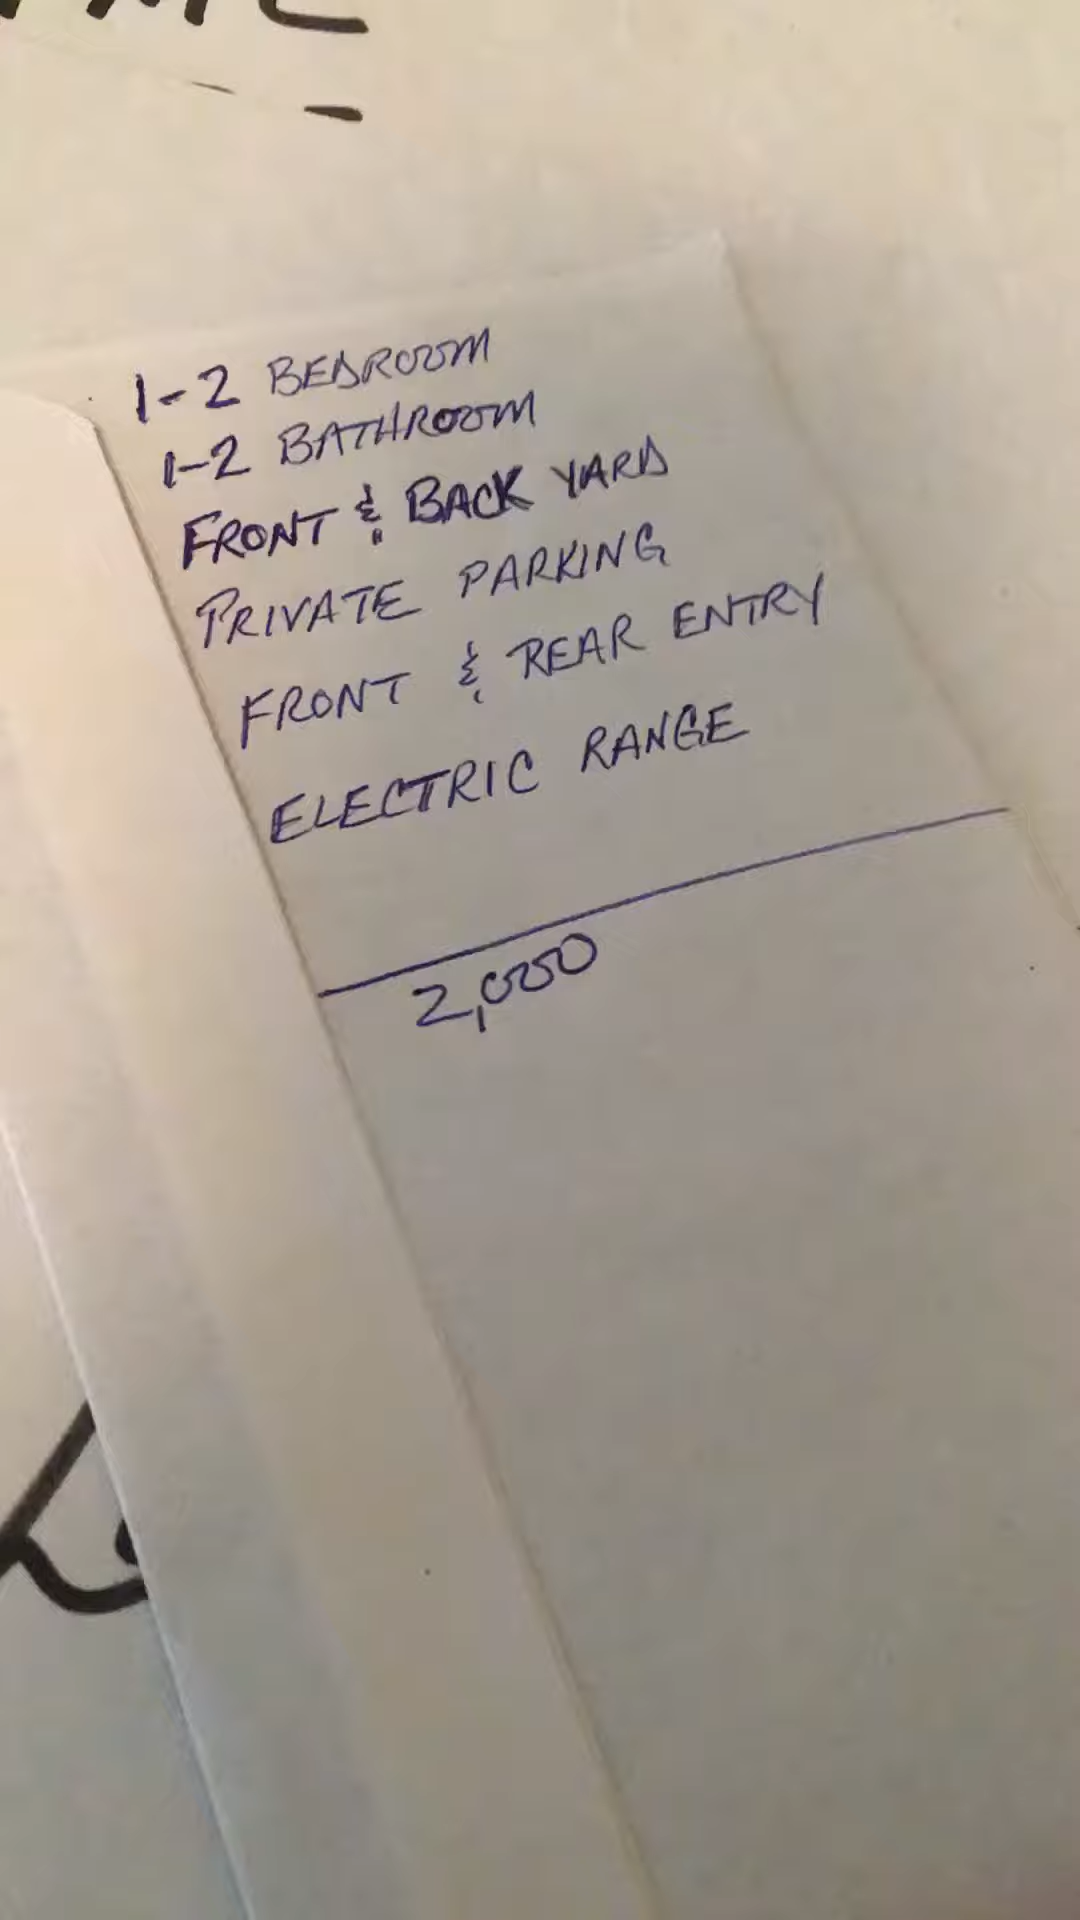 1-2 BEDROOM
1-2 BATHROOM
FRONT & BACK YARD
PRIVATE PARKING
FRONT & REAR ENTRY
ELECTRIC RANGE
2,000